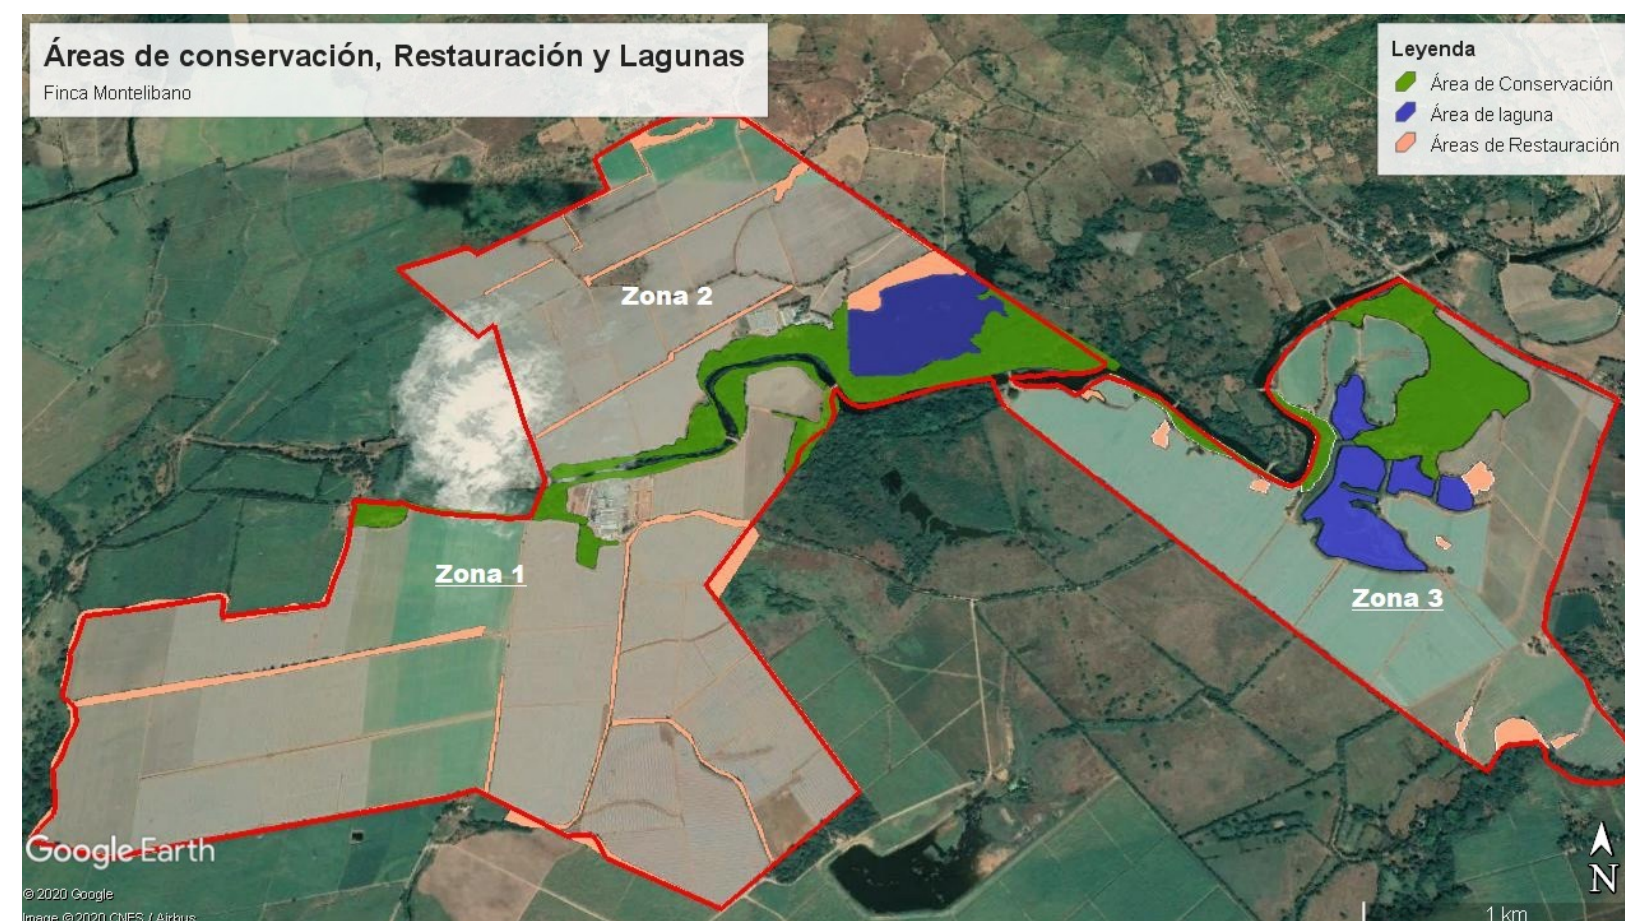 Áreas de conservación, Restauración y Lagunas
Finca Montelibano
Leyenda
Área de Conservación
Área de laguna
Áreas de Restauración
Zona 2
Zona 1
Zona 3
Google Earth
© 2020 Google
Image © 2020 CNES / Airbus
N
1 km